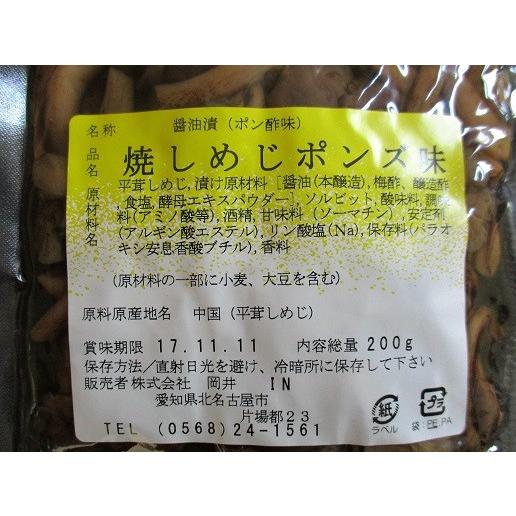 名称 醤油漬（ポン酢味）
品名 焼しめじポンズ味
原材料名 平茸しめじ,漬け原材料［醤油(本醸造),梅酢、醸造酢
,食塩,酵母エキスパウダー］ソルビット,酸味料,調味
料(アミノ酸等),酒精,甘味料（ソーマチン）,安定剤
(アルギン酸エステル),リン酸塩(Na),保存料(パラオ
キシ安息香酸ブチル),香料
(原材料の一部に小麦、大豆を含む)
原料原産地名 中国（平茸しめじ）
賞味期限 17.11.11 内容総量 200g
保存方法／直射日光を避け、冷暗所に保存して下さい
販売者 株式会社 岡井 IN
愛知県北名古屋市
片場都23
TEL (0568)24-1561
紙 プラ
ラベル 袋:PE,PA